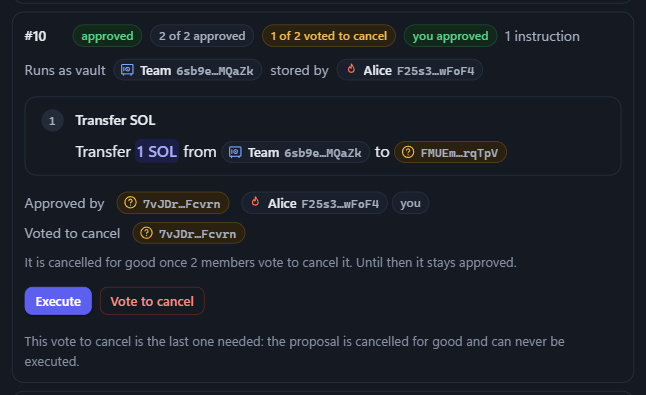 #10 approved 2 of 2 approved 1 of 2 voted to cancel you approved 1 instruction
Runs as vault Team 6sb9e…MQaZk stored by Alice F25s3…wFoF4
1 Transfer SOL
Transfer 1 SOL from Team 6sb9e…MQaZk to FMUEm…rqTpV
Approved by 7vJDr…Fcvrn Alice F25s3…wFoF4 you
Voted to cancel 7vJDr…Fcvrn
It is cancelled for good once 2 members vote to cancel it. Until then it stays approved.
Execute Vote to cancel
This vote to cancel is the last one needed: the proposal is cancelled for good and can never be
executed.